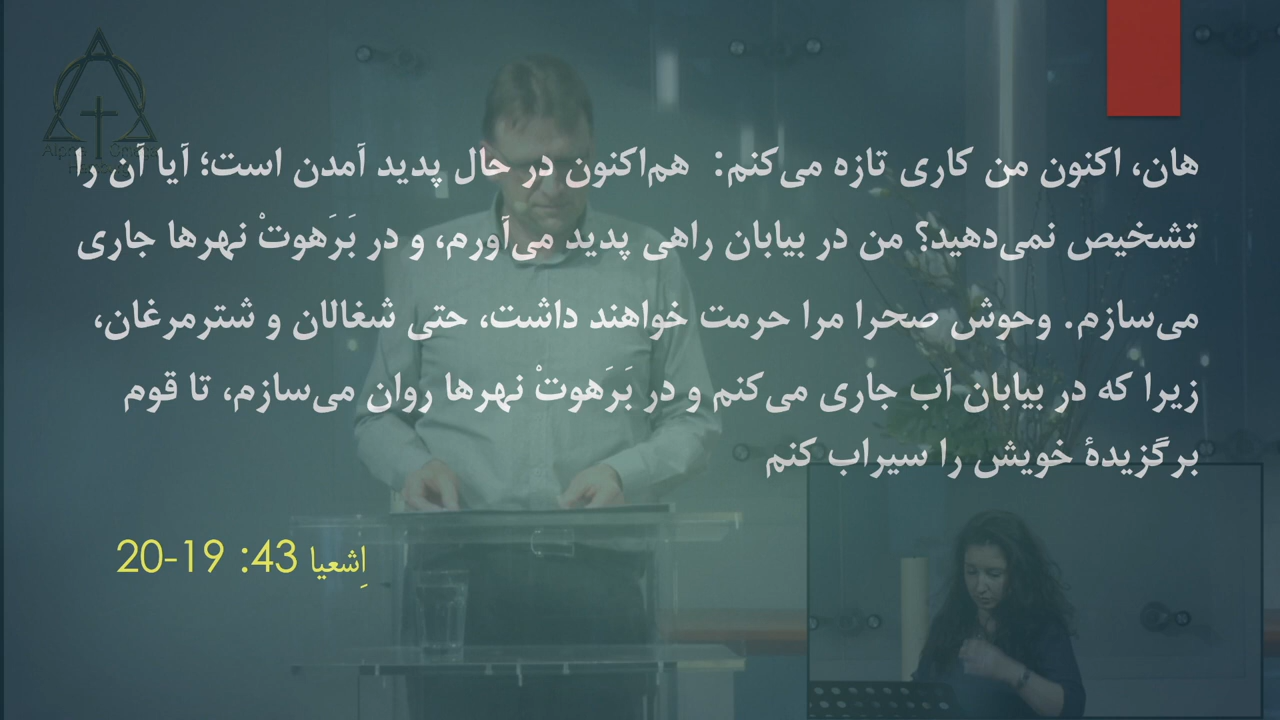 هان، اکنون من کاری تازه می‌کنم: هم‌اکنون در حال پدید آمدن است؛ آیا آن را
تشخیص نمی‌دهید؟ من در بیابان راهی پدید می‌آورم، و در بَرَهوتْ نهرها جاری
می‌سازم. وحوش صحرا مرا حرمت خواهند داشت، حتی شغالان و شترمرغان،
زیرا که در بیابان آب جاری می‌کنم و در بَرَهوتْ نهرها روان می‌سازم، تا قوم
برگزیدهٔ خویش را سیراب کنم
اِشعیا 43: 19-20